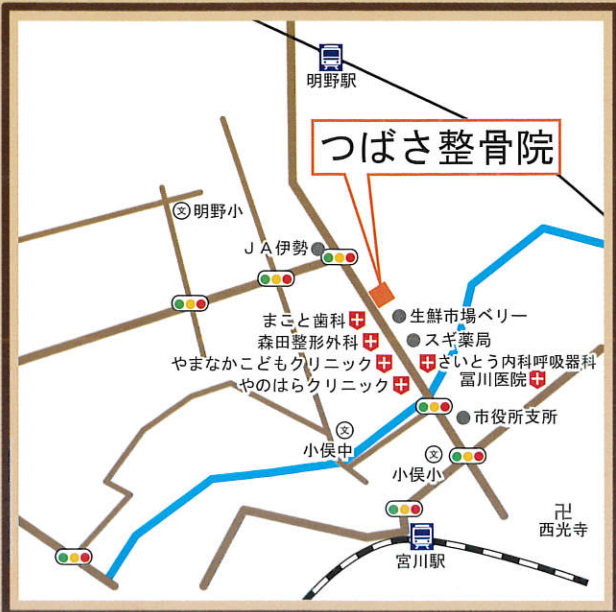 明野駅
つばさ整骨院
文明野小
JA伊勢
まこと歯科
生鮮市場ベリー
森田整形外科
スギ薬局
やまなかこどもクリニック
さいとう内科呼吸器科
やのはらクリニック
冨川医院
市役所支所
文
小俣中
文
小俣小
卍
西光寺
宮川駅